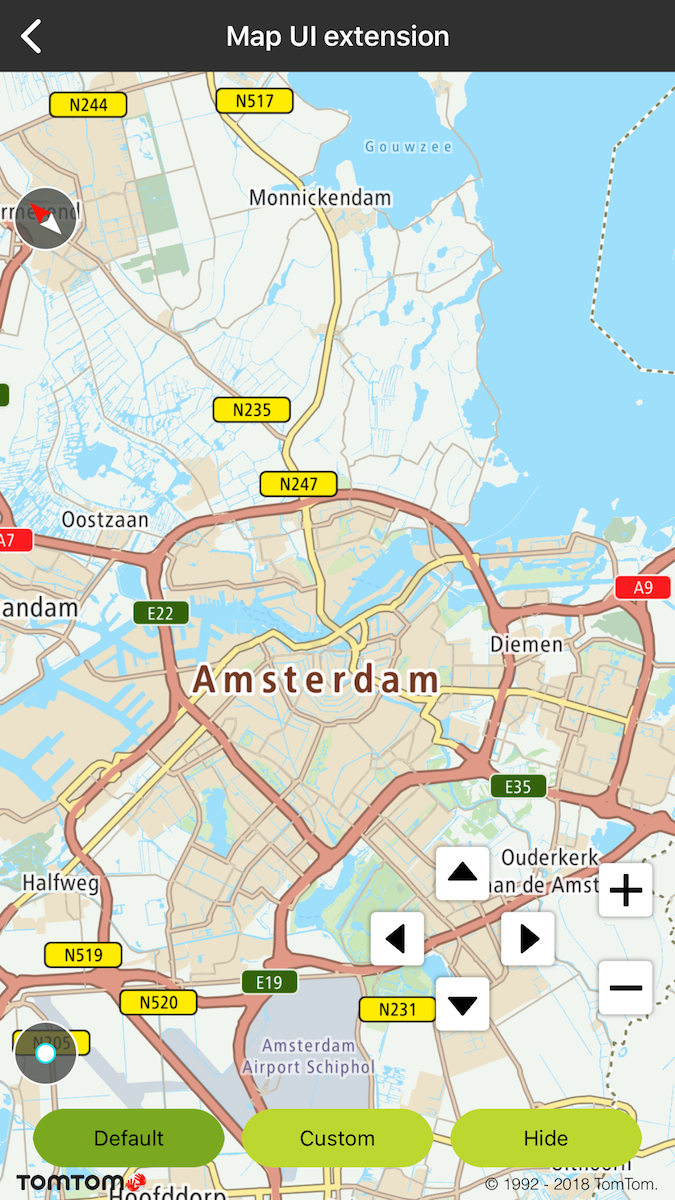 Map UI extension
N244
N517
Gouwzee
Monnickendam
N235
N247
Oostzaan
A7
A9
andam
E22
Diemen
Amsterdam
E35
Ouderkerk
aan de Amst
Halfweg
N519
E19
N520
N231
N205
Amsterdam
Airport Schiphol
Default
Custom
Hide
TOMTOM
Hoofddorp
© 1992 - 2018 TomTom.